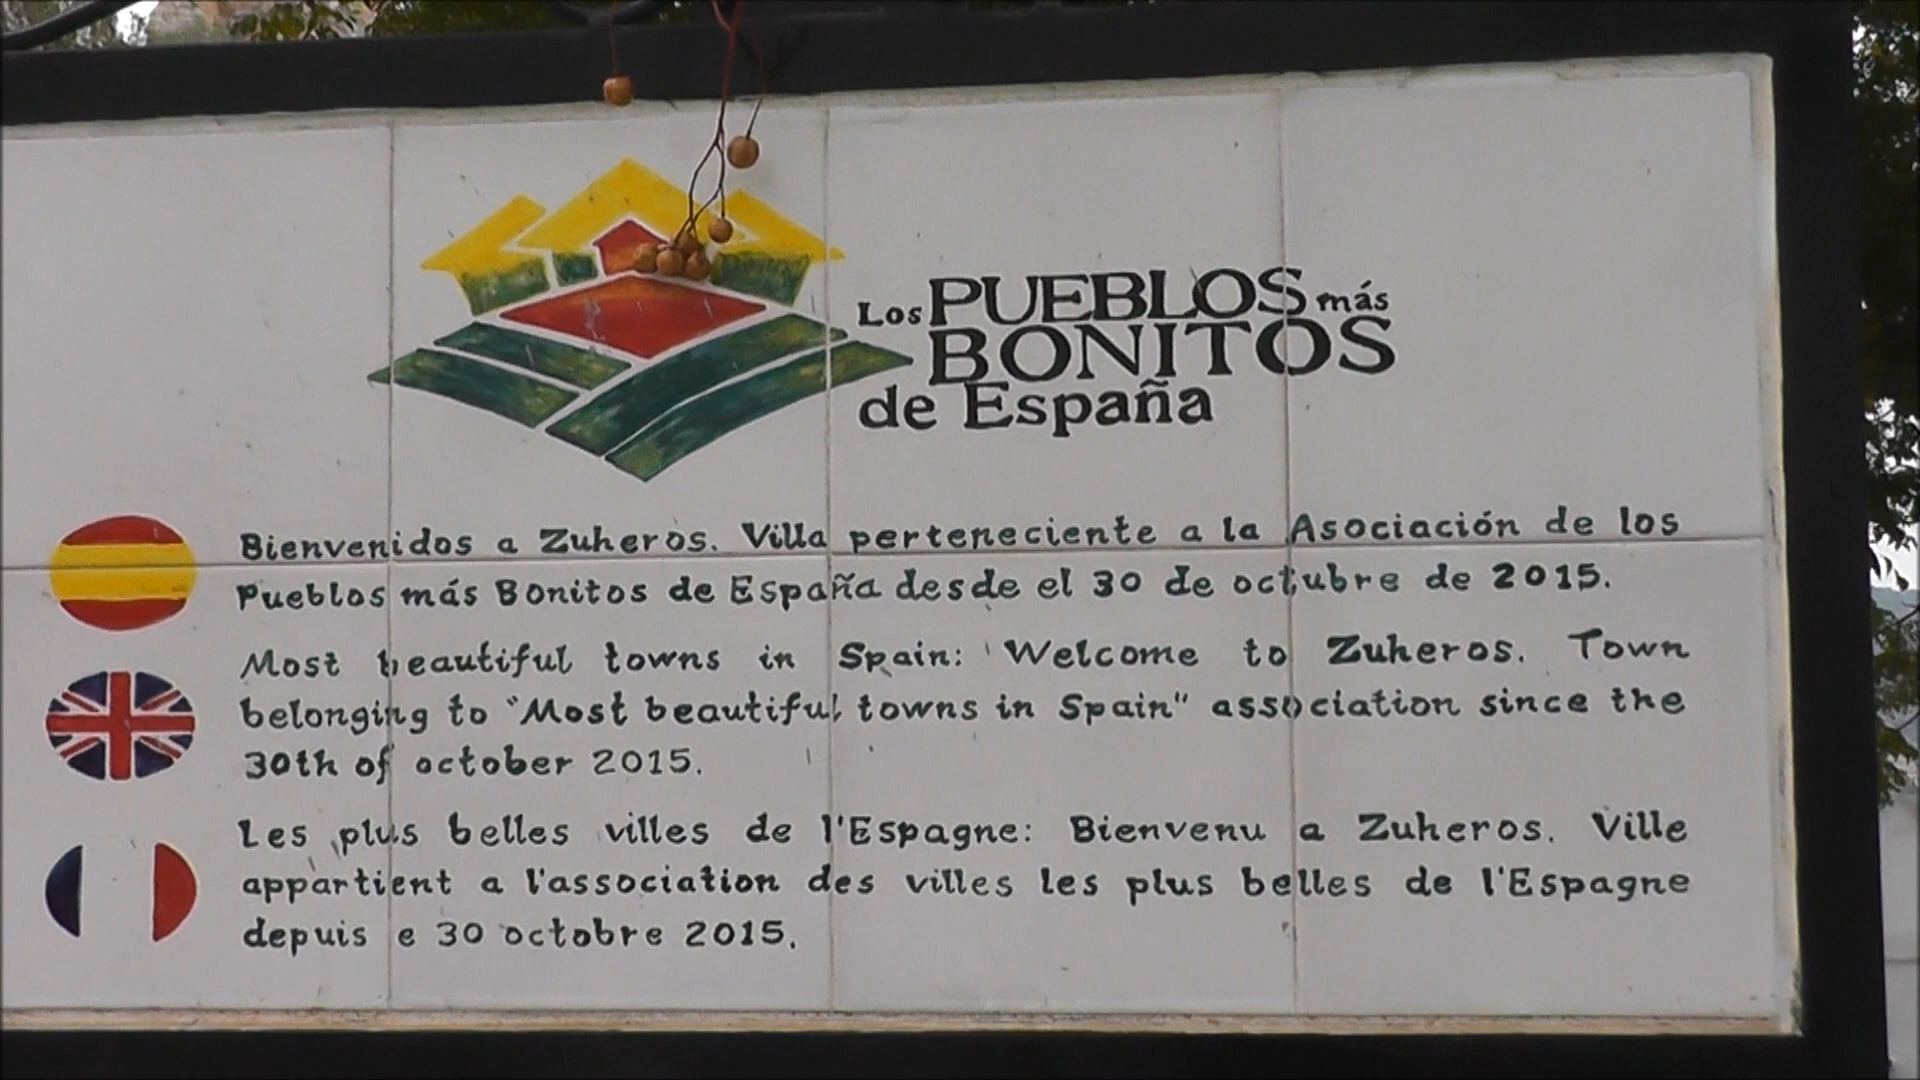 Los PUEBLOS más
BONITOS
de España
Bienvenidos a Zuheros. Villa perteneciente a la Asociación de los
Pueblos más Bonitos de España desde el 30 de octubre de 2015.
Most beautiful towns in Spain: Welcome to Zuheros. Town
belonging to "Most beautiful towns in Spain" association since the
30th of october 2015.
Les plus belles villes de l'Espagne: Bienvenu a Zuheros. Ville
appartient a l'association des villes les plus belles de l'Espagne
depuis e 30 octobre 2015.